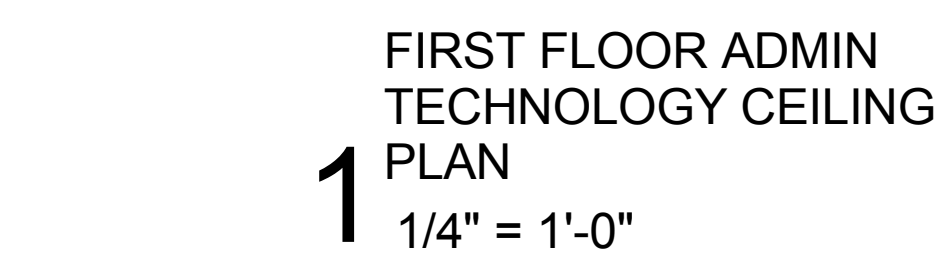 FIRST FLOOR ADMIN
TECHNOLOGY CEILING
PLAN
1
1/4" = 1'-0"